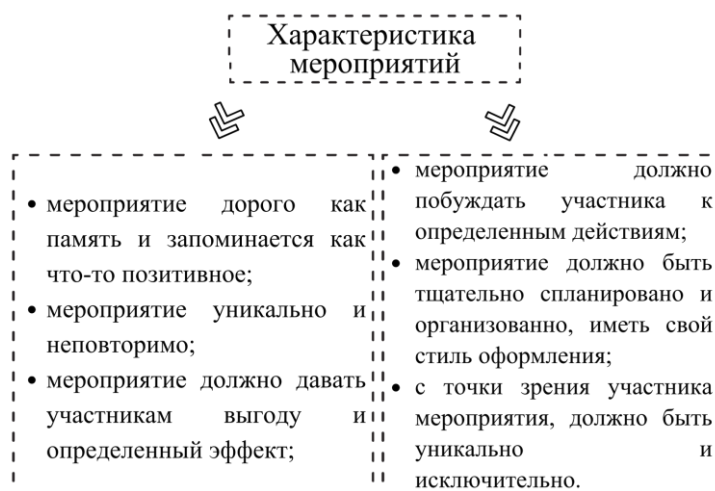 Характеристика
мероприятий
• мероприятие дорого как
память и запоминается как
что-то позитивное;
• мероприятие уникально и
неповторимо;
• мероприятие должно давать
участникам выгоду и
определенный эффект;
• мероприятие должно
побуждать участника к
определенным действиям;
• мероприятие должно быть
тщательно спланировано и
организованно, иметь свой
стиль оформления;
• с точки зрения участника
мероприятия, должно быть
уникально и
исключительно.